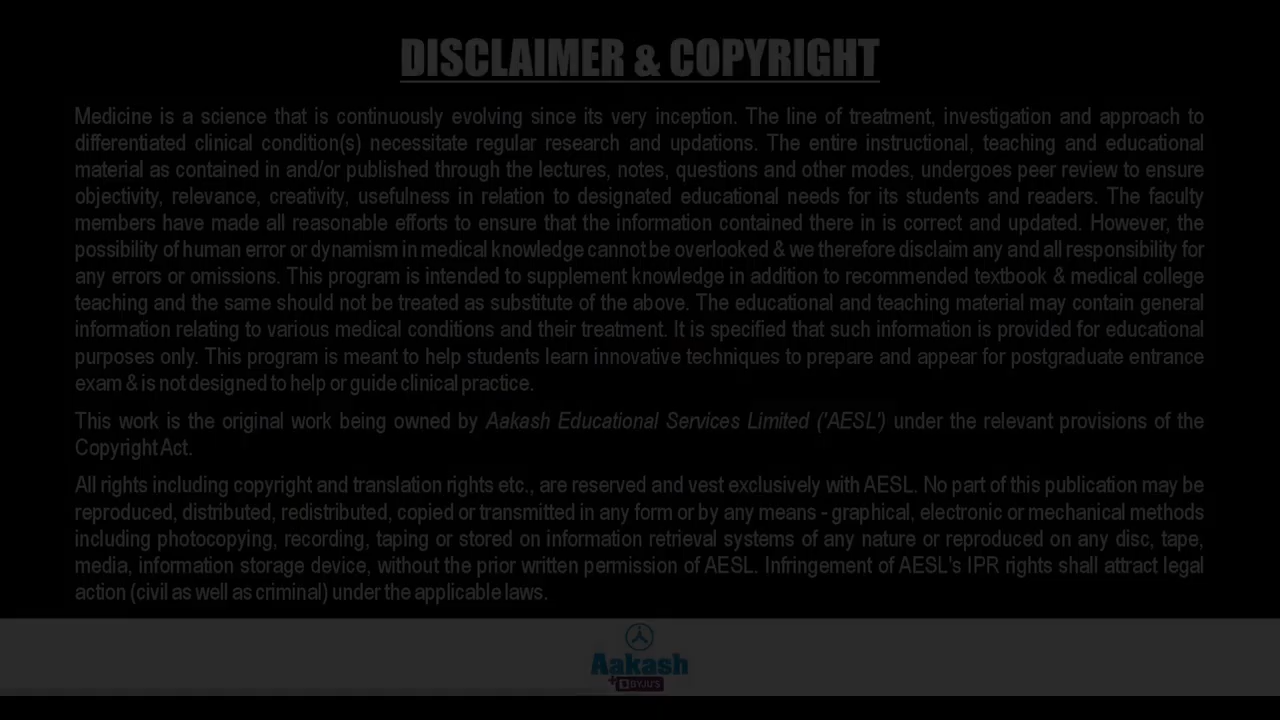 DISCLAIMER & COPYRIGHT
Medicine is a science that is continuously evolving since its very inception. The line of treatment, investigation and approach to
differentiated clinical condition(s) necessitate regular research and updations. The entire instructional, teaching and educational
material as contained in and/or published through the lectures, notes, questions and other modes, undergoes peer review to ensure
objectivity, relevance, creativity, usefulness in relation to designated educational needs for its students and readers. The faculty
members have made all reasonable efforts to ensure that the information contained there in is correct and updated. However, the
possibility of human error or dynamism in medical knowledge cannot be overlooked & we therefore disclaim any and all responsibility for
any errors or omissions. This program is intended to supplement knowledge in addition to recommended textbook & medical college
teaching and the same should not be treated as substitute of the above. The educational and teaching material may contain general
information relating to various medical conditions and their treatment. It is specified that such information is provided for educational
purposes only. This program is meant to help students learn innovative techniques to prepare and appear for postgraduate entrance
exam & is not designed to help or guide clinical practice.
This work is the original work being owned by Aakash Educational Services Limited ('AESL') under the relevant provisions of the
Copyright Act.
All rights including copyright and translation rights etc., are reserved and vest exclusively with AESL. No part of this publication may be
reproduced, distributed, redistributed, copied or transmitted in any form or by any means - graphical, electronic or mechanical methods
including photocopying, recording, taping or stored on information retrieval systems of any nature or reproduced on any disc, tape,
media, information storage device, without the prior written permission of AESL. Infringement of AESL's IPR rights shall attract legal
action (civil as well as criminal) under the applicable laws.
Aakash
+ BYJU'S